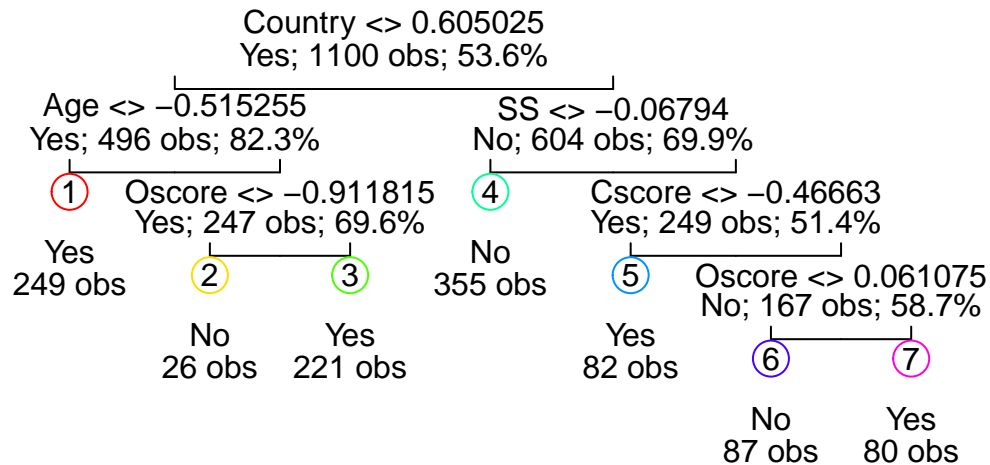 Country <> 0.605025
Yes; 1100 obs; 53.6%
Age <> −0.515255
Yes; 496 obs; 82.3%
SS <> −0.06794
No; 604 obs; 69.9%
1
Oscore <> −0.911815
Yes; 247 obs; 69.6%
4
Cscore <> −0.46663
Yes; 249 obs; 51.4%
Yes
249 obs
2
3
No
355 obs
5
Oscore <> 0.061075
No; 167 obs; 58.7%
No
26 obs
Yes
221 obs
Yes
82 obs
6
7
No
87 obs
Yes
80 obs